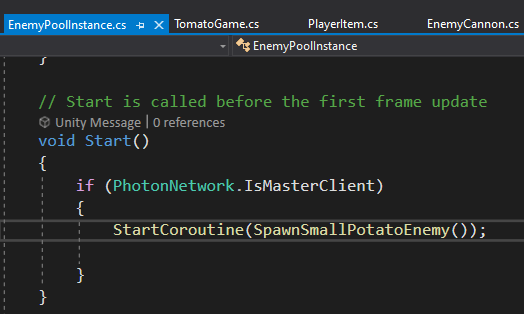 EnemyPoolInstance.cs TomatoGame.cs PlayerItem.cs EnemyCannon.cs
EnemyPoolInstance
}
// Start is called before the first frame update
Unity Message | 0 references
void Start()
{
if (PhotonNetwork.IsMasterClient)
{
StartCoroutine(SpawnSmallPotatoEnemy());
}
}